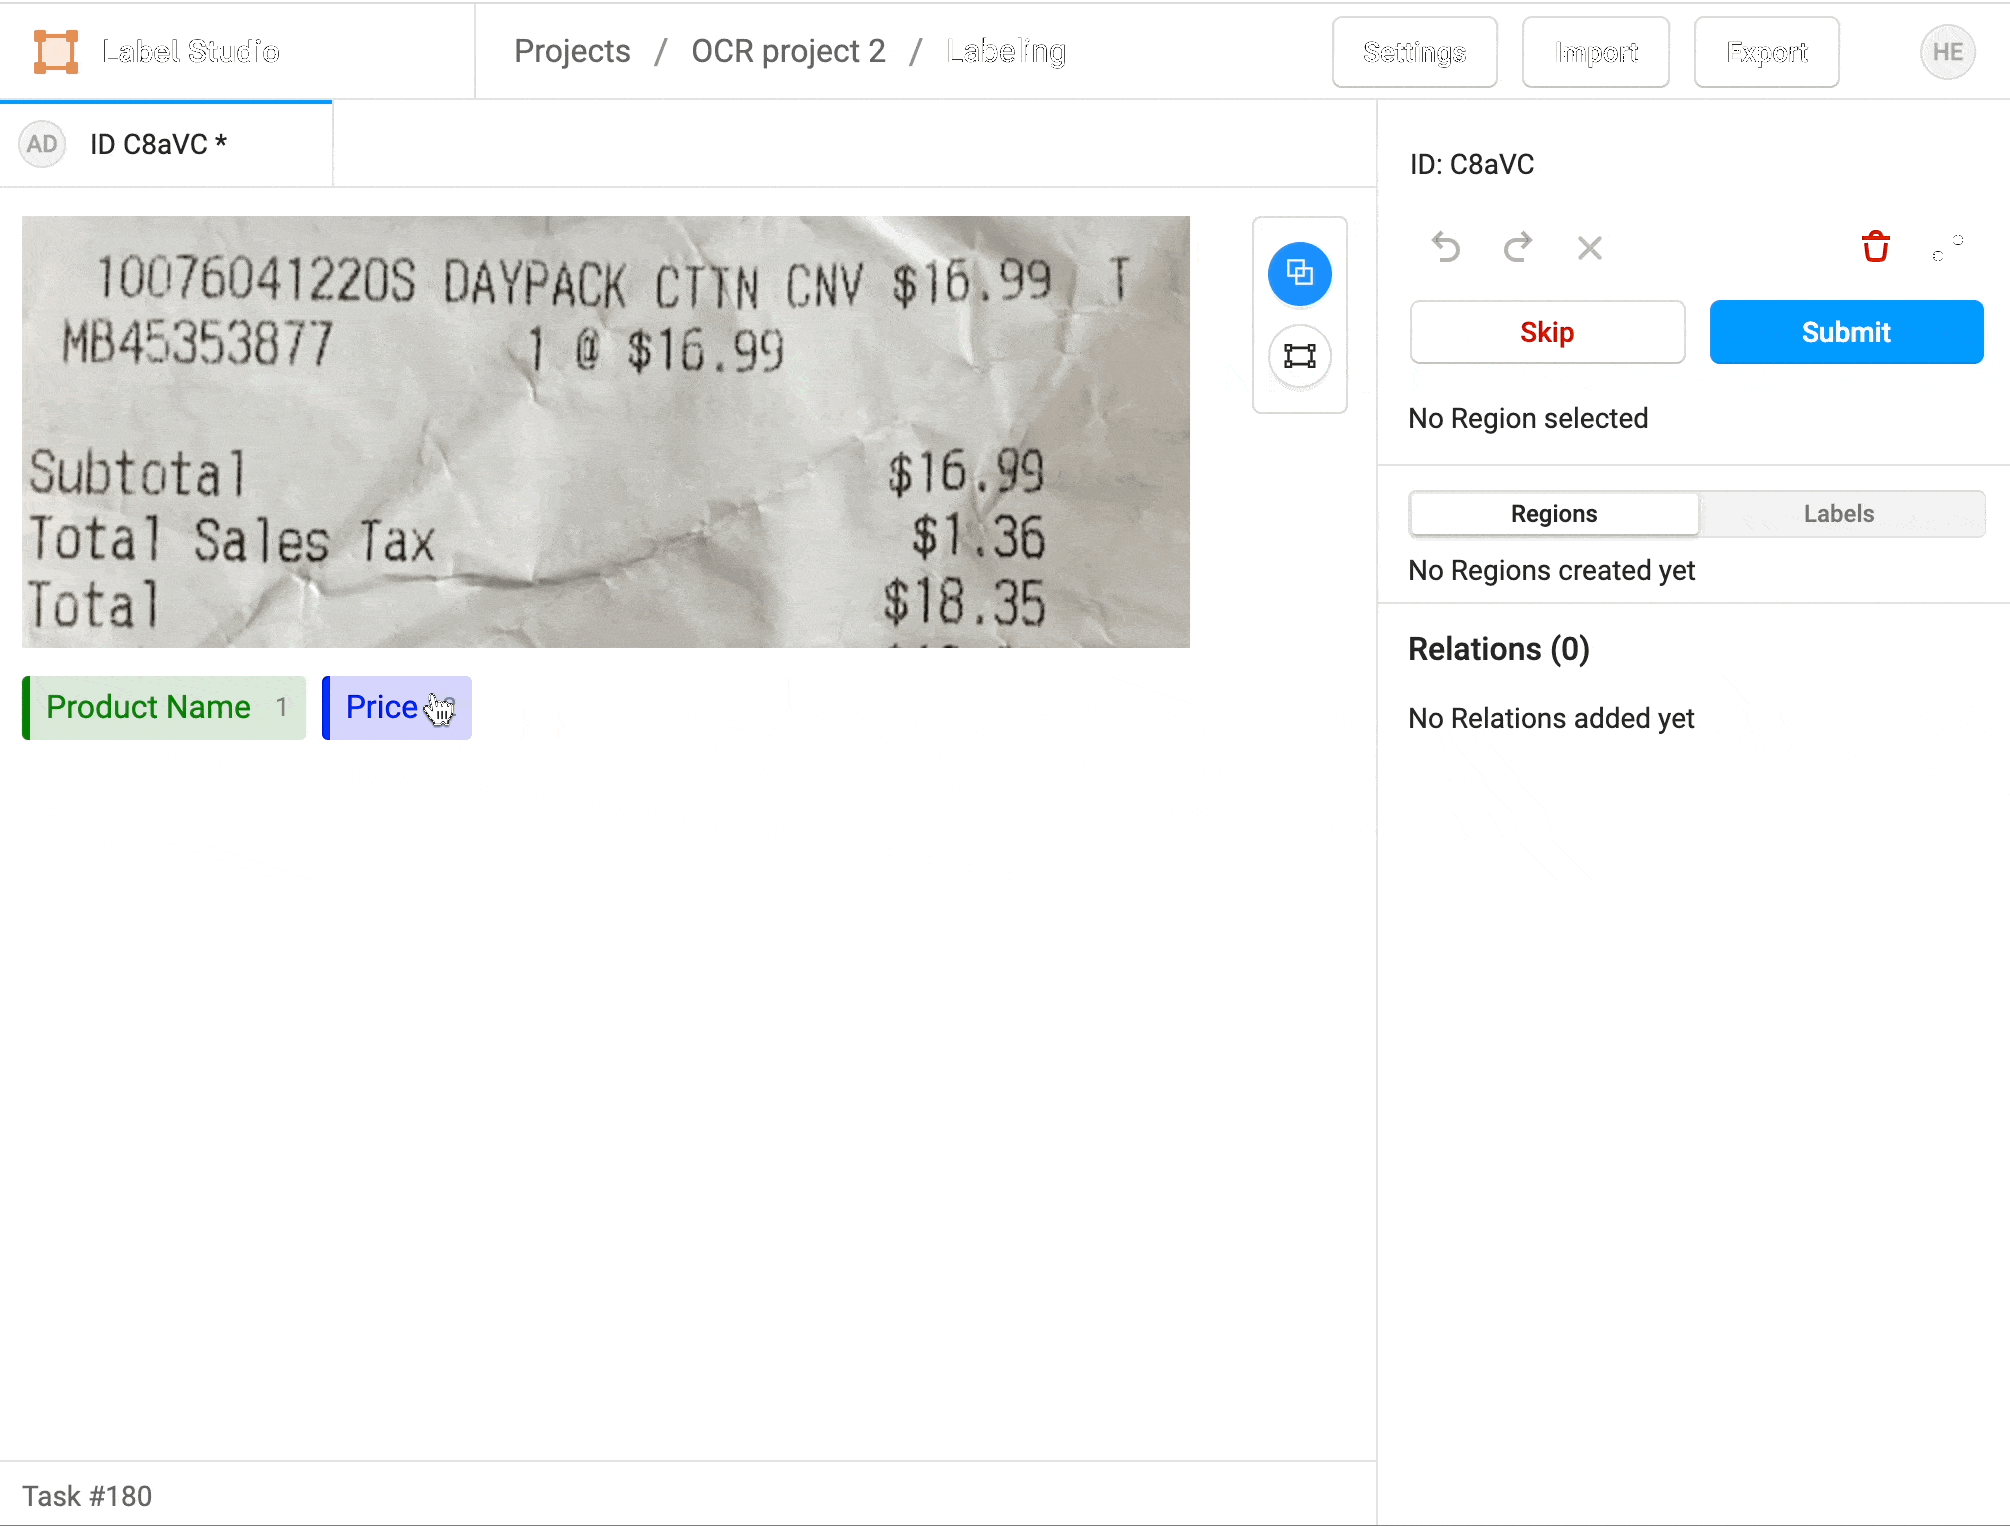 Label Studio
Projects / OCR project 2 / Labeling
Settings
Import
Export
HE
AD
ID C8aVC *
10076041220S DAYPACK CTTN CNV $16.99 T
MB45353877 1 @ $16.99
Subtotal $16.99
Total Sales Tax $1.36
Total $18.35
Product Name 1
Price
ID: C8aVC
Skip
Submit
No Region selected
Regions
Labels
No Regions created yet
Relations (0)
No Relations added yet
Task #180